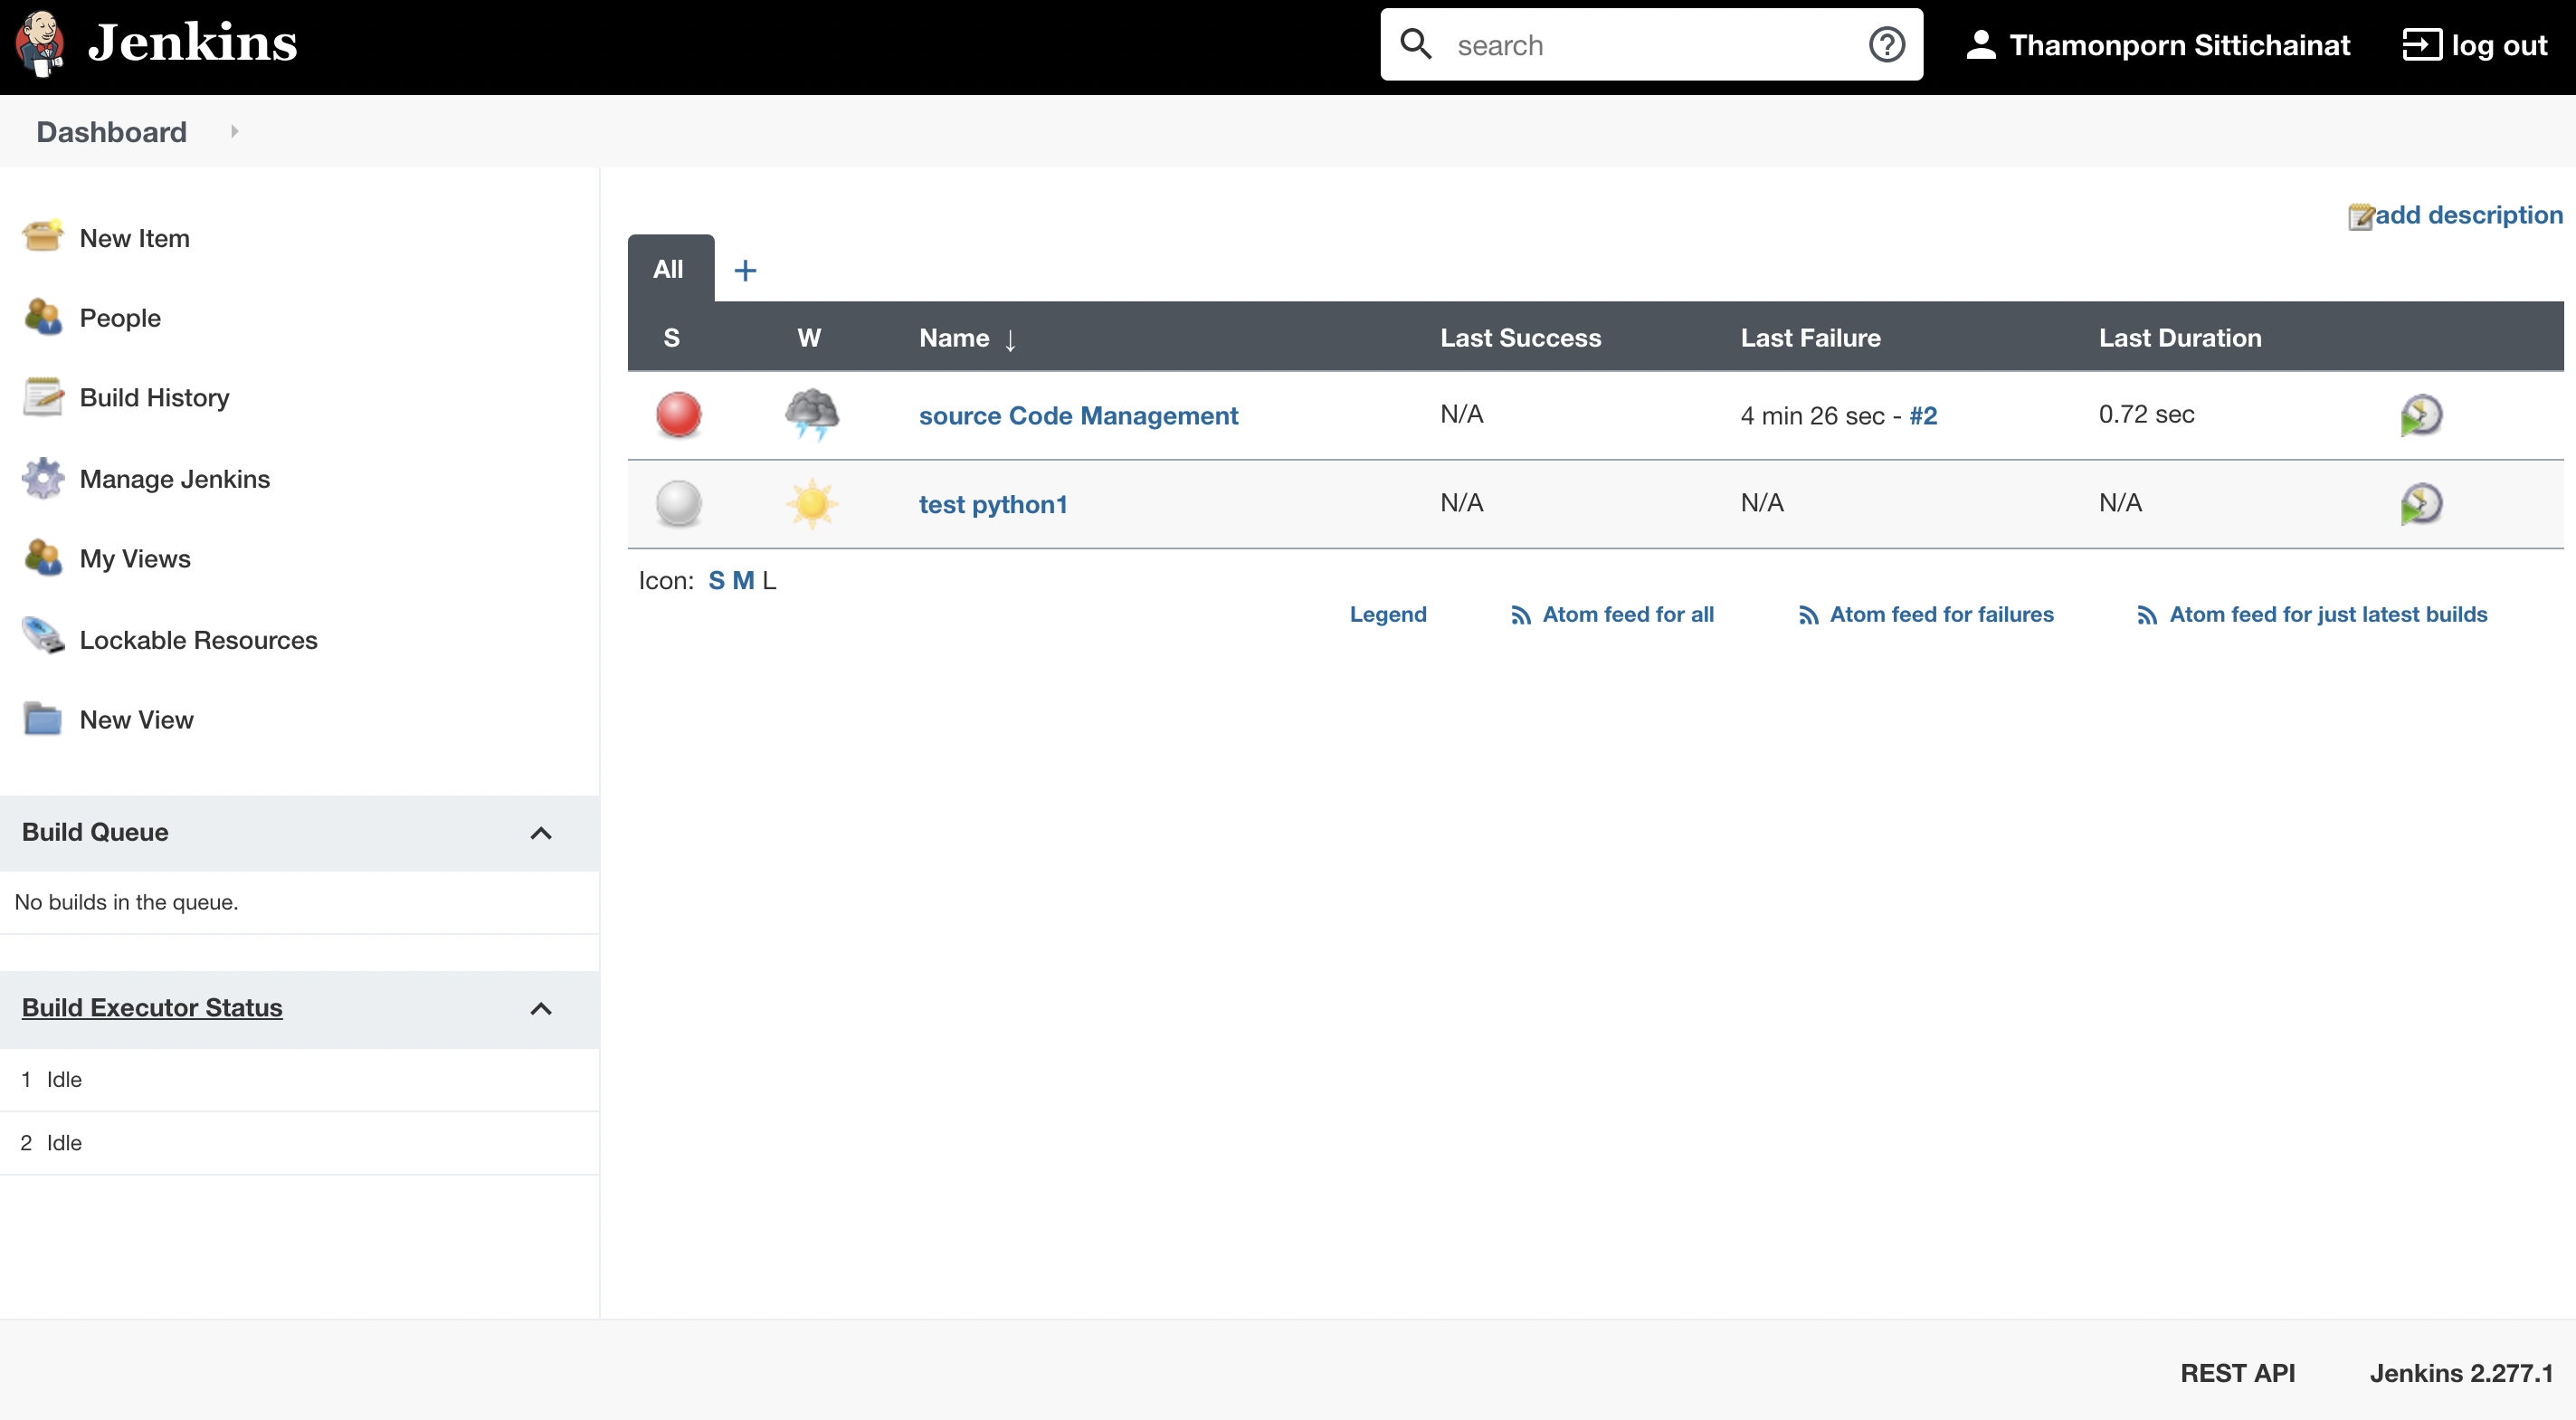 Jenkins
search
Thamonporn Sittichainat
log out
Dashboard
New Item
People
Build History
Manage Jenkins
My Views
Lockable Resources
New View
Build Queue
No builds in the queue.
Build Executor Status
1 Idle
2 Idle
add description
All +
S W Name ↓ Last Success Last Failure Last Duration
source Code Management N/A 4 min 26 sec - #2 0.72 sec
test python1 N/A N/A N/A
Icon: S M L
Legend Atom feed for all Atom feed for failures Atom feed for just latest builds
REST API Jenkins 2.277.1